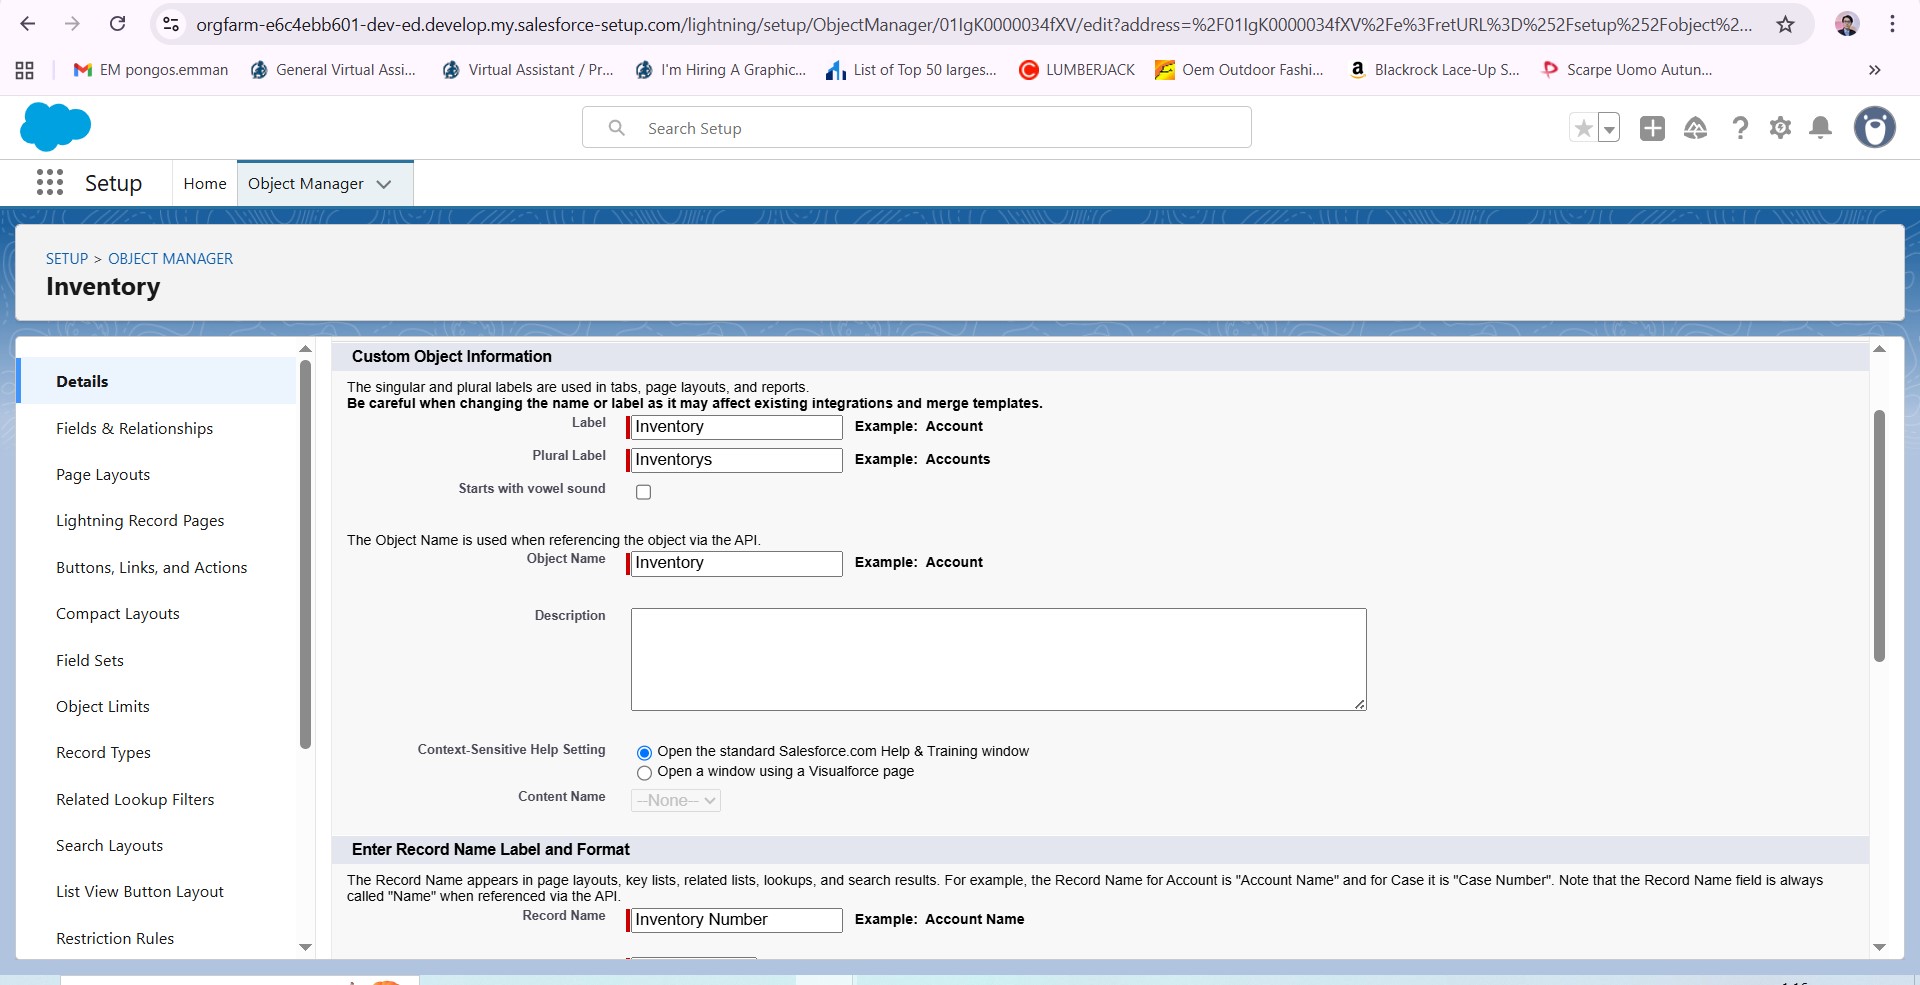 orgfarm-e6c4ebb601-dev-ed.develop.my.salesforce-setup.com/lightning/setup/ObjectManager/01IgK0000034fXV/edit?address=%2F01IgK0000034fXV%2Fe%3FretURL%3D%252Fsetup%252Fobject%2...
EM pongos.emman General Virtual Assi... Virtual Assistant / Pr... I'm Hiring A Graphic... List of Top 50 larges... LUMBERJACK Oem Outdoor Fashi... Blackrock Lace-Up S... Scarpe Uomo Autun...
Search Setup
Setup Home Object Manager
SETUP > OBJECT MANAGER
Inventory
Details
Fields & Relationships
Page Layouts
Lightning Record Pages
Buttons, Links, and Actions
Compact Layouts
Field Sets
Object Limits
Record Types
Related Lookup Filters
Search Layouts
List View Button Layout
Restriction Rules
Custom Object Information
The singular and plural labels are used in tabs, page layouts, and reports.
Be careful when changing the name or label as it may affect existing integrations and merge templates.
Label Inventory Example: Account
Plural Label Inventorys Example: Accounts
Starts with vowel sound
The Object Name is used when referencing the object via the API.
Object Name Inventory Example: Account
Description
Context-Sensitive Help Setting Open the standard Salesforce.com Help & Training window
Open a window using a Visualforce page
Content Name --None--
Enter Record Name Label and Format
The Record Name appears in page layouts, key lists, related lists, lookups, and search results. For example, the Record Name for Account is "Account Name" and for Case it is "Case Number". Note that the Record Name field is always
called "Name" when referenced via the API.
Record Name Inventory Number Example: Account Name